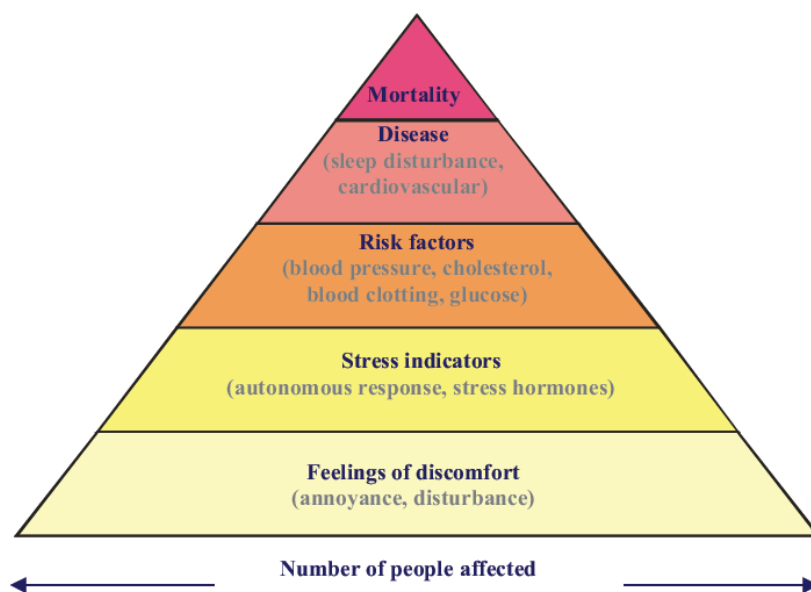 Mortality
Disease
(sleep disturbance,
cardiovascular)
Risk factors
(blood pressure, cholesterol,
blood clotting, glucose)
Stress indicators
(autonomous response, stress hormones)
Feelings of discomfort
(annoyance, disturbance)
Number of people affected